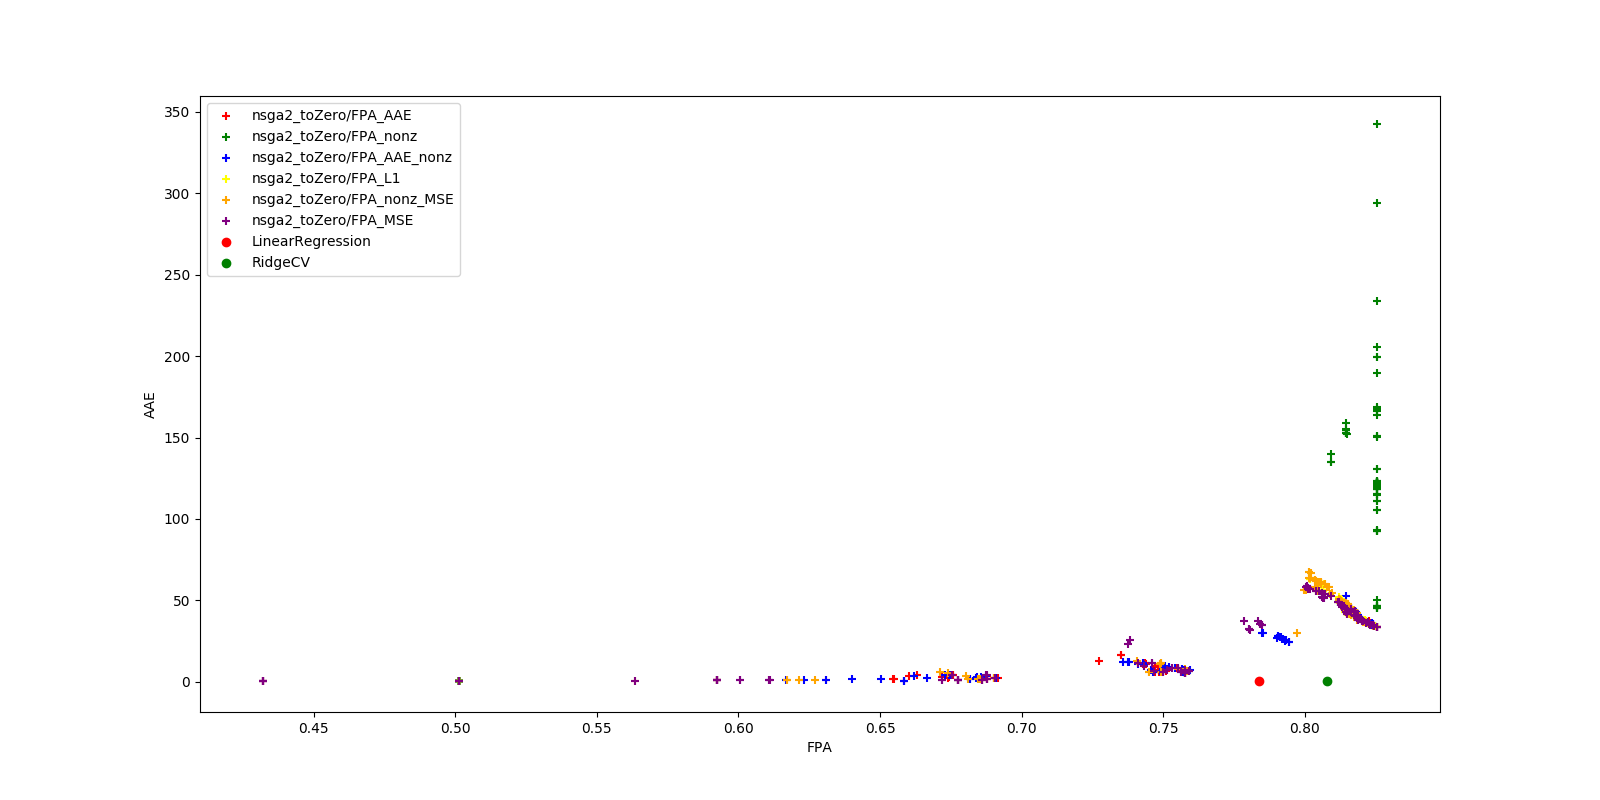 350
300
250
200
150
100
50
0
AAE
nsga2_toZero/FPA_AAE
nsga2_toZero/FPA_nonz
nsga2_toZero/FPA_AAE_nonz
nsga2_toZero/FPA_L1
nsga2_toZero/FPA_nonz_MSE
nsga2_toZero/FPA_MSE
LinearRegression
RidgeCV
0.45 0.50 0.55 0.60 0.65 0.70 0.75 0.80
FPA